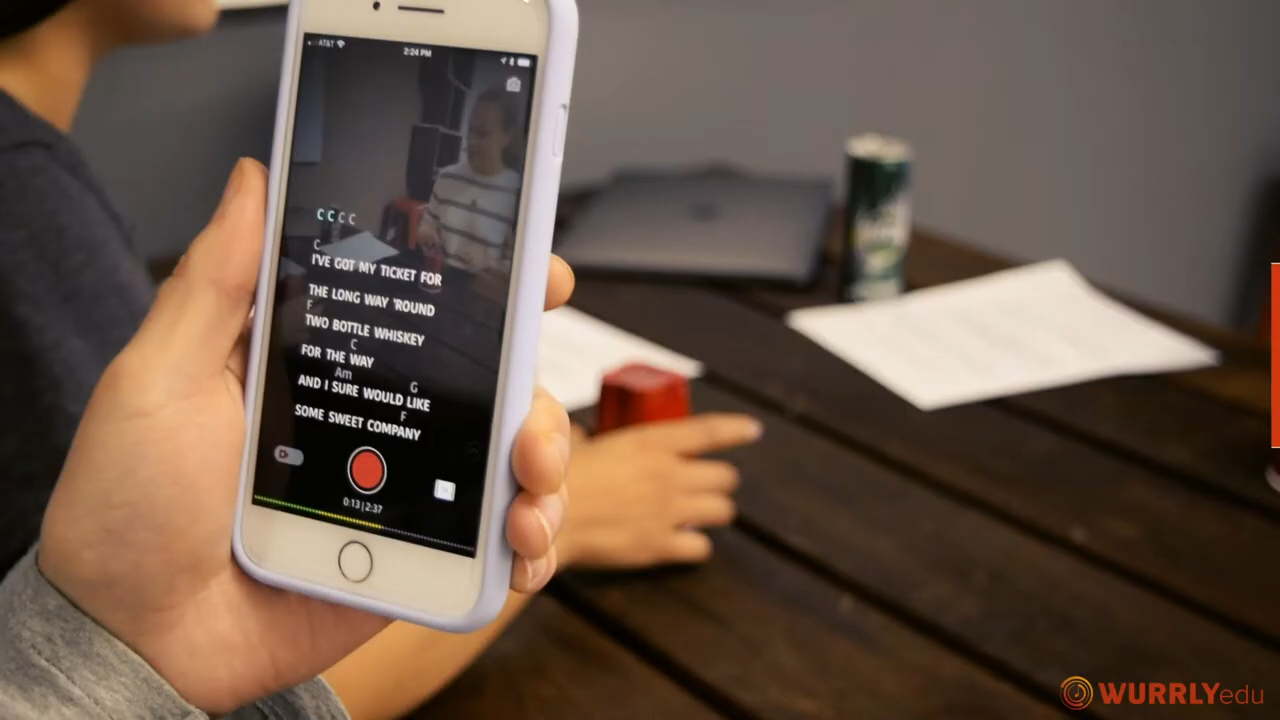 AT&T 2:24 PM
C C C C
C
I'VE GOT MY TICKET FOR
THE LONG WAY 'ROUND
F
TWO BOTTLE WHISKEY
C
FOR THE WAY
Am G
AND I SURE WOULD LIKE
F
SOME SWEET COMPANY
0:13 | 2:37
WURRLYedu